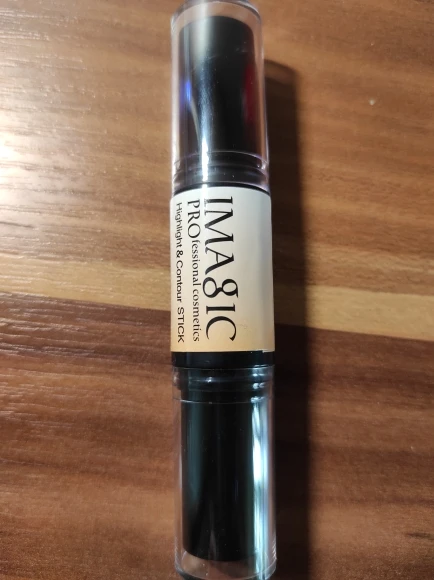 IMAgIC
PROfessional cosmetics
Highlight & Contour STICK